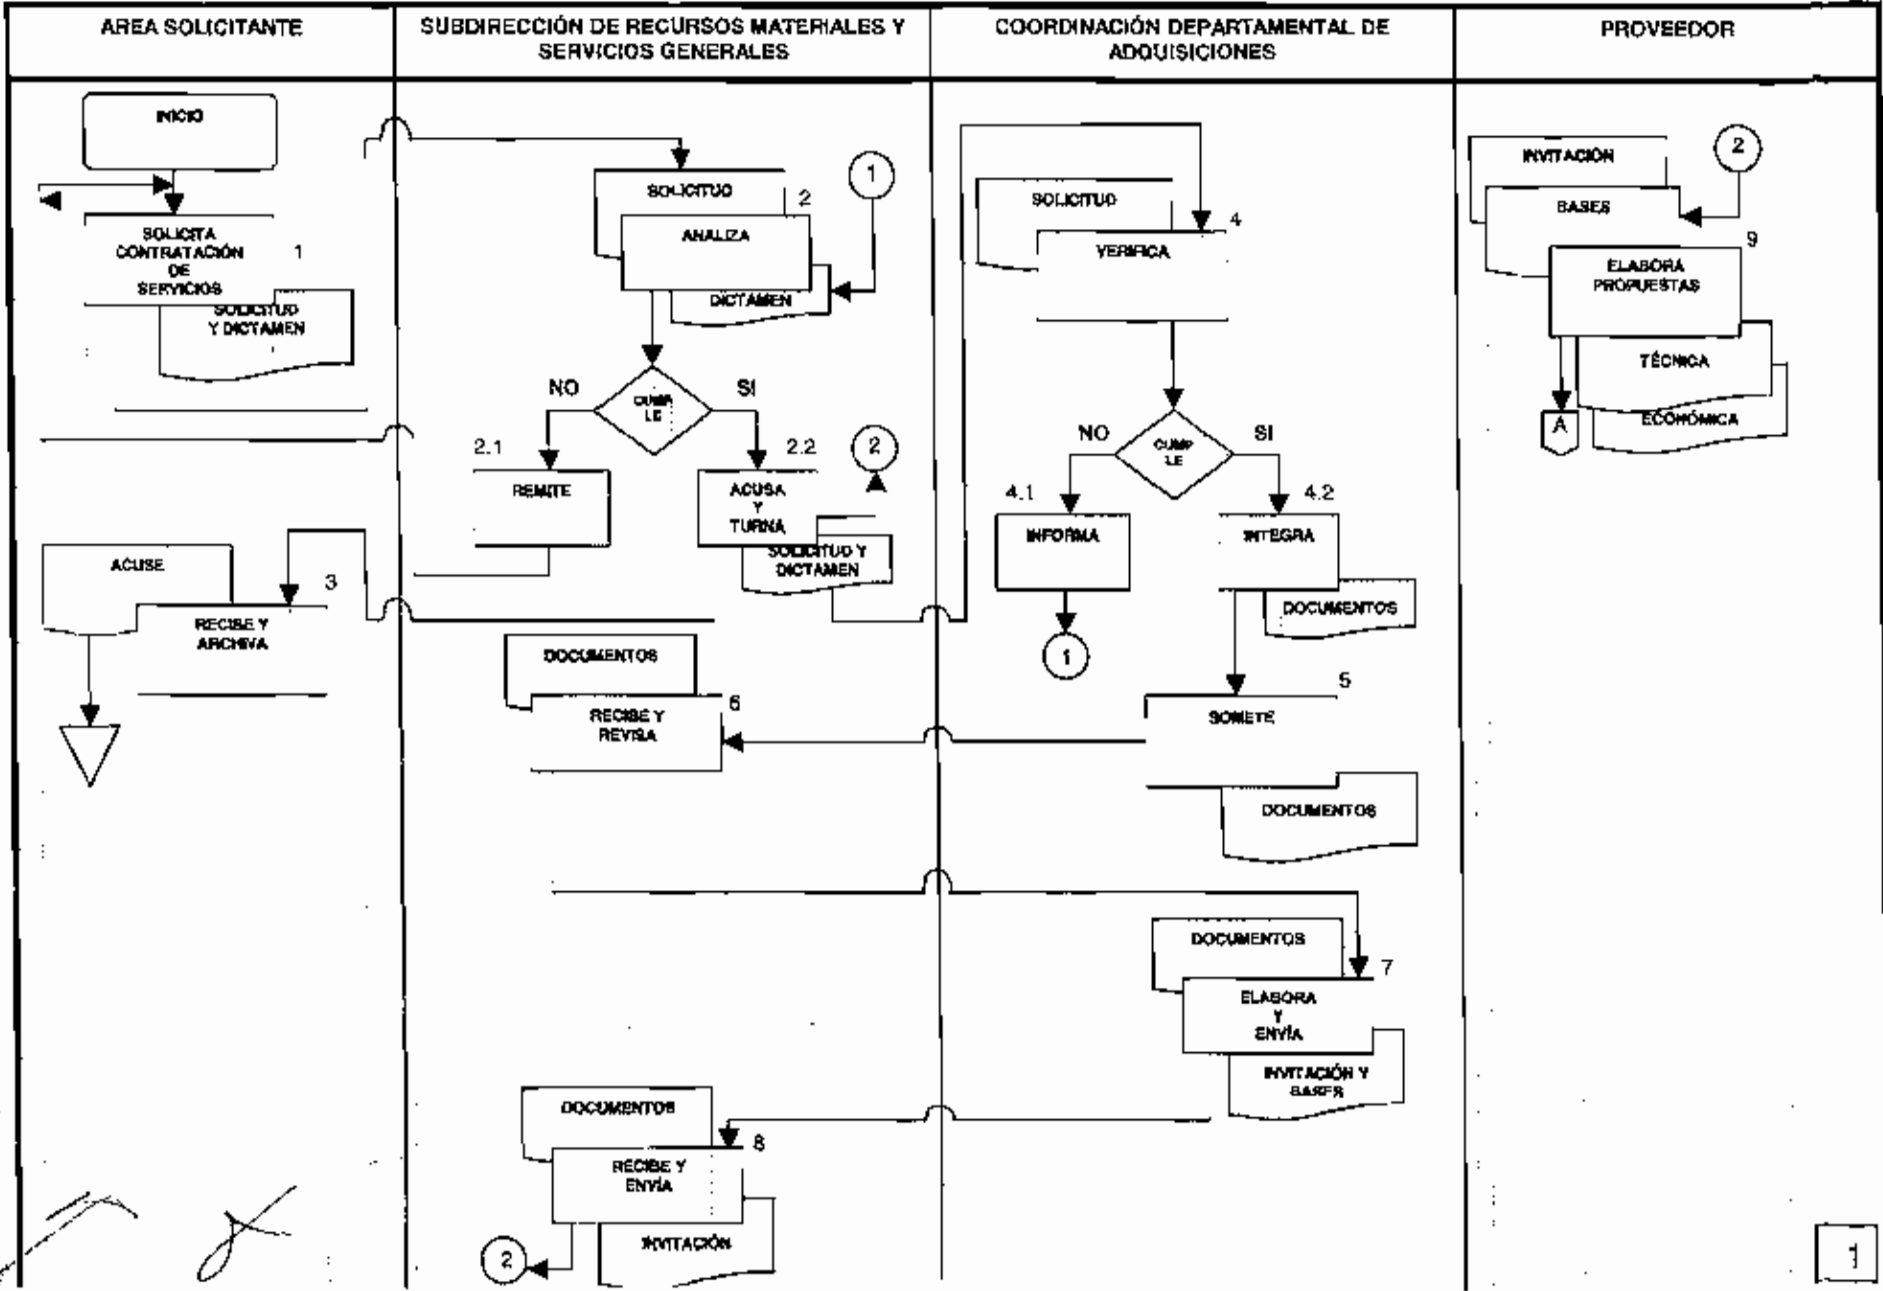 AREA SOLICITANTE
SUBDIRECCIÓN DE RECURSOS MATERIALES Y
SERVICIOS GENERALES
COORDINACIÓN DEPARTAMENTAL DE
ADQUISICIONES
PROVEEDOR
INICIO
SOLICITA
CONTRATACIÓN
DE
SERVICIOS
1
SOLICITUD
Y DICTAMEN
ACUSE
3
RECIBE Y
ARCHIVA
SOLICITUD
2
1
ANALIZA
DICTAMEN
NO
SI
CUMP
LE
2.1
REMITE
2.2
ACUSA
Y
TURNA
2
SOLICITUD Y
DICTAMEN
DOCUMENTOS
6
RECIBE Y
REVISA
DOCUMENTOS
8
RECIBE Y
ENVÍA
INVITACIÓN
2
SOLICITUD
4
VERIFICA
NO
SI
CUMP
LE
4.1
INFORMA
1
4.2
INTEGRA
DOCUMENTOS
5
SOMETE
DOCUMENTOS
DOCUMENTOS
7
ELABORA
Y
ENVÍA
INVITACIÓN Y
BASES
INVITACIÓN
2
BASES
9
ELABORA
PROPUESTAS
TÉCNICA
ECONÓMICA
A
1